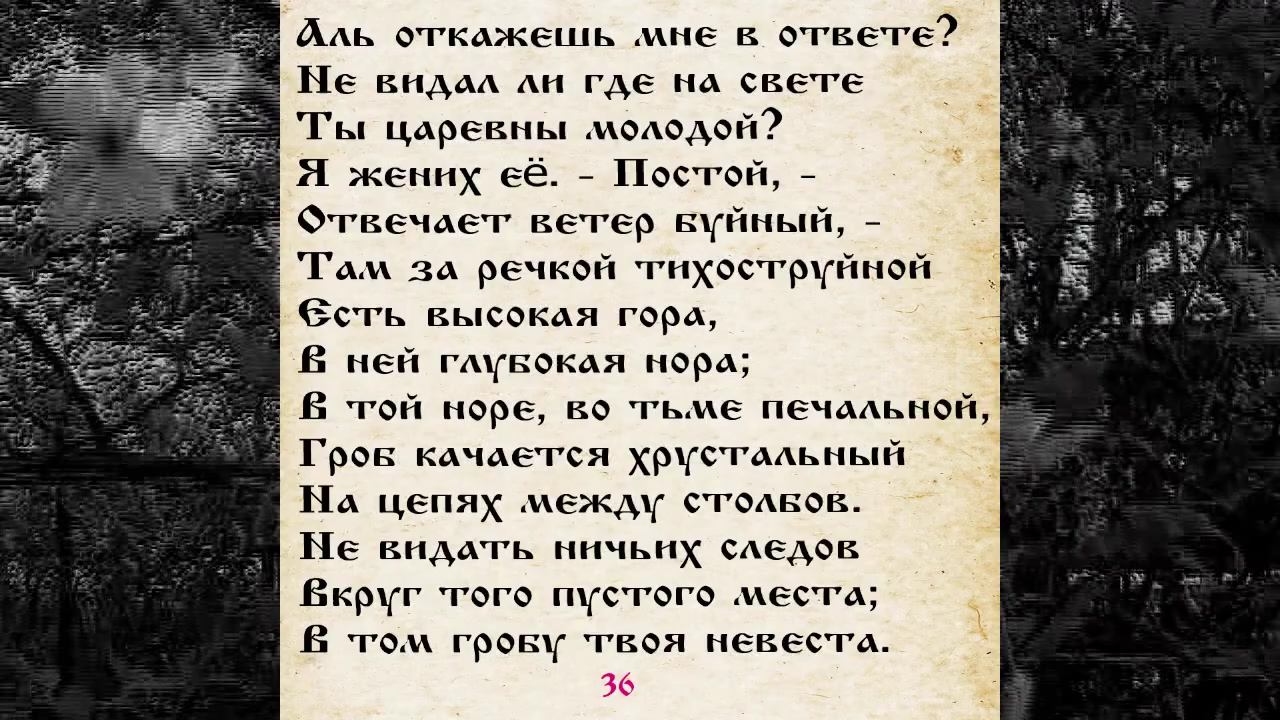 Аль откажешь мне в ответе?
Не видал ли где на свете
Ты царевны молодой?
Я жених её. - Постой, -
Отвечает ветер буйный, -
Там за речкой тихоструйной
Есть высокая гора,
В ней глубокая нора;
В той норе, во тьме печальной,
Гроб качается хрустальный
На цепях между столбов.
Не видать ничьих следов
Вкруг того пустого места;
В том гробу твоя невеста.
36